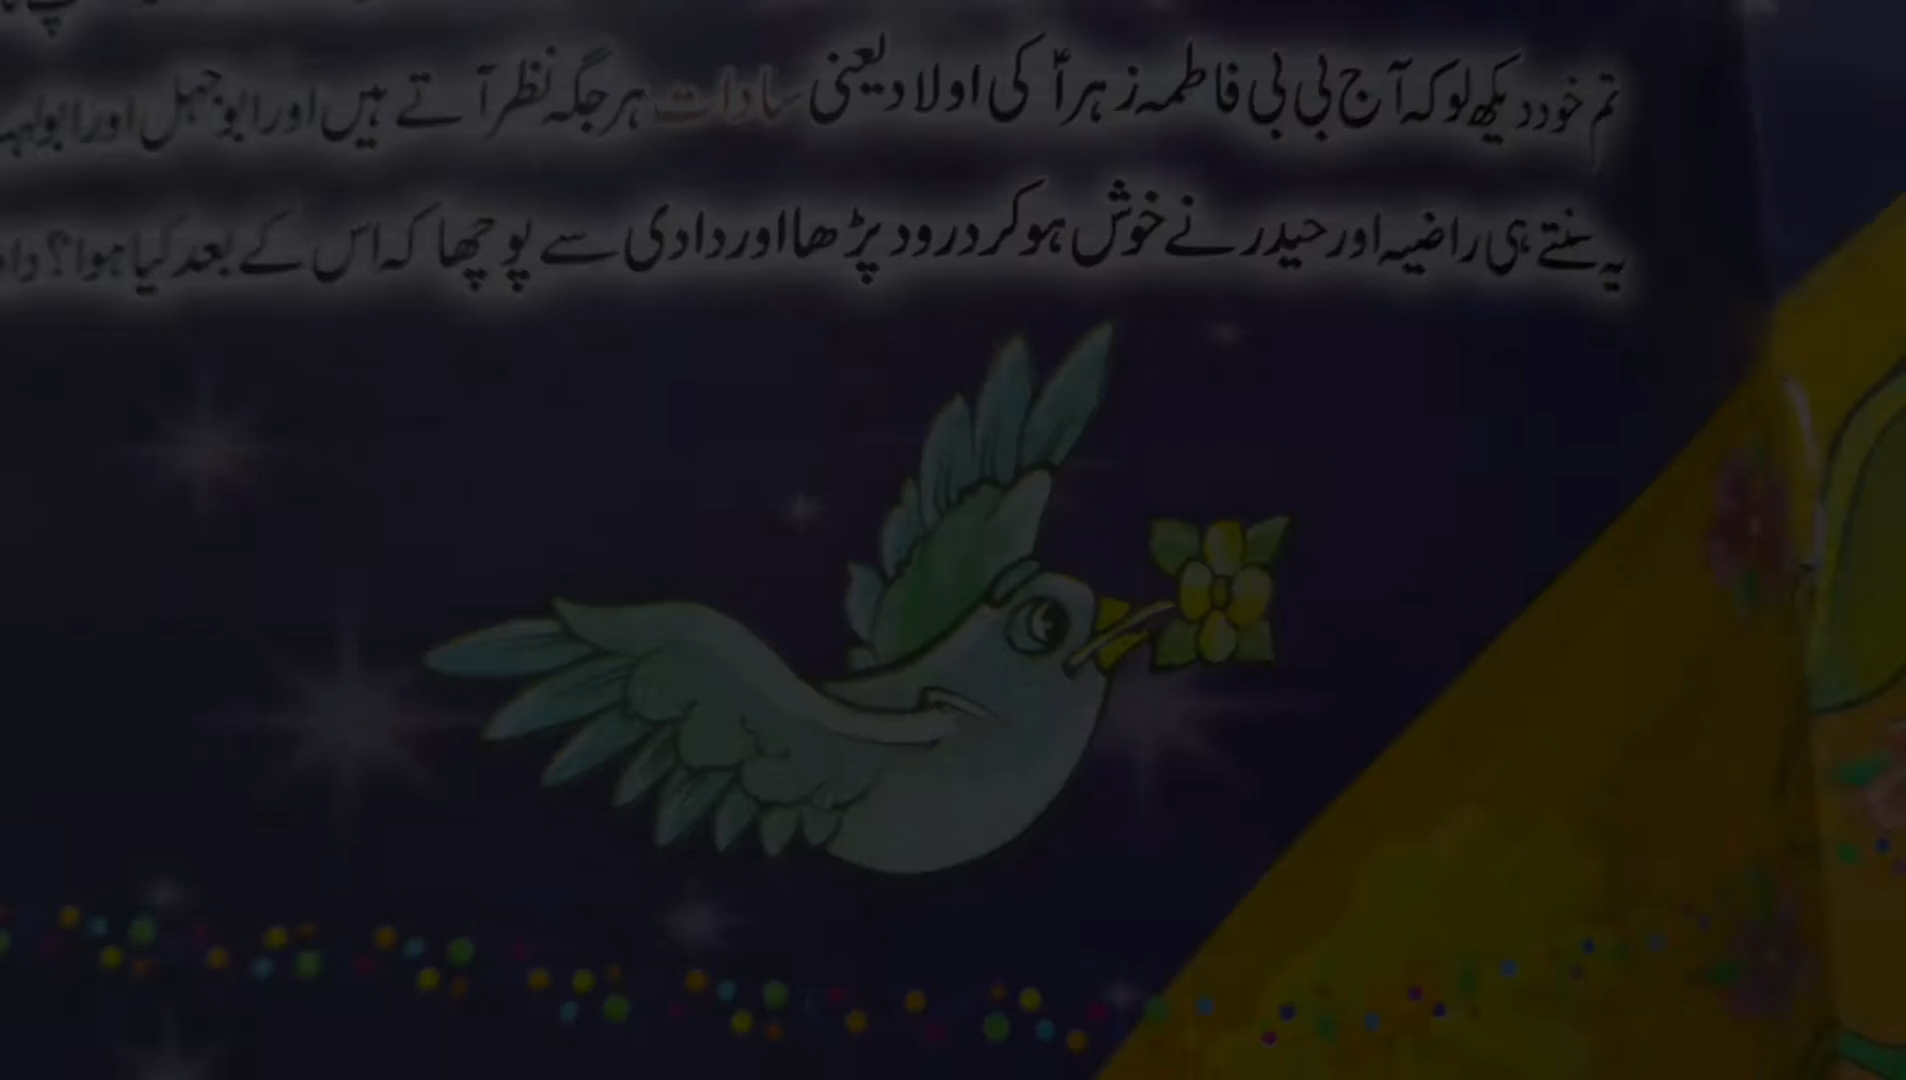 تم خود دیکھ لو کہ آج بی بی فاطمہ زہراؑ کی اولاد یعنی سادات ہر جگہ نظر آتے ہیں اور ابوجہل اور
یہ سنتے ہی راضیہ اور حیدر نے خوش ہو کر درود پڑھا اور دادی سے پوچھا کہ اس کے بعد کیا ہوا؟